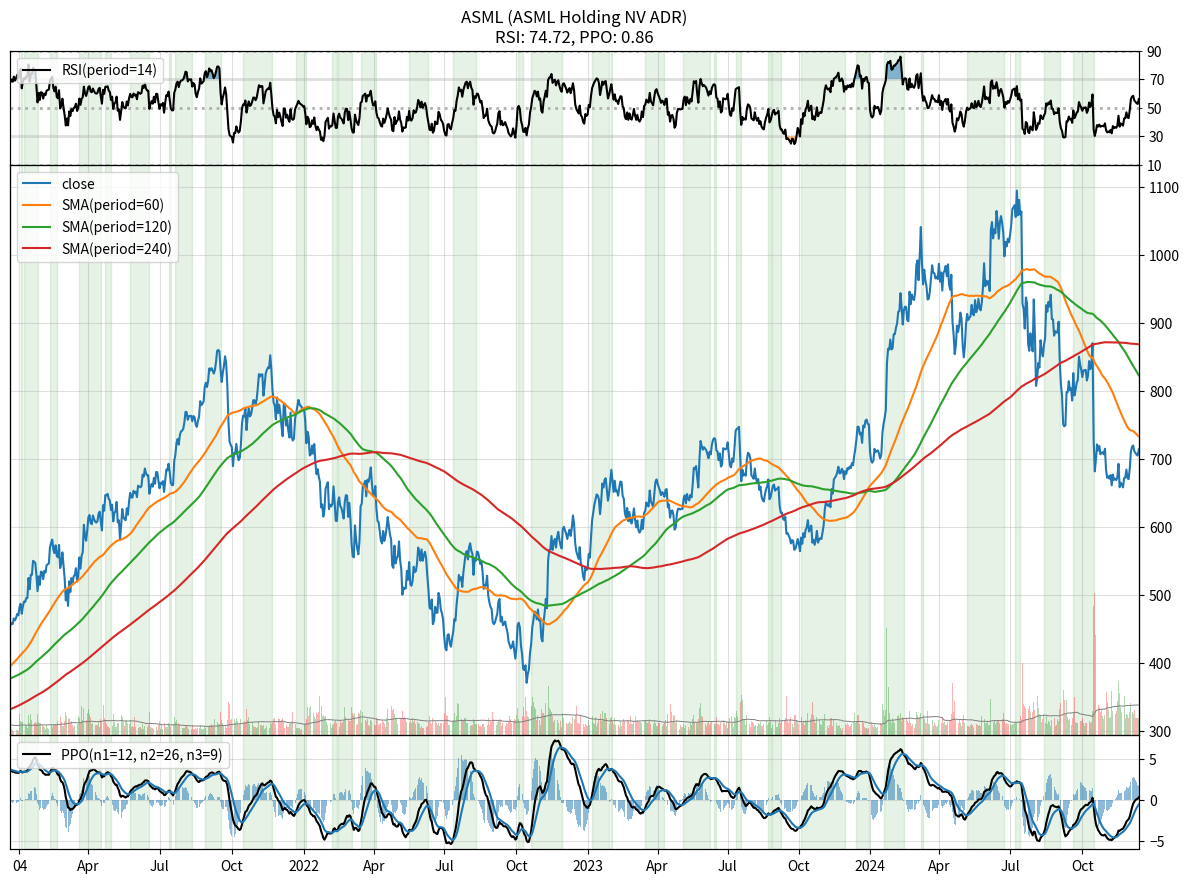 ASML (ASML Holding NV ADR)
RSI: 74.72, PPO: 0.86
RSI(period=14)
90
70
50
30
10
close
SMA(period=60)
SMA(period=120)
SMA(period=240)
1100
1000
900
800
700
600
500
400
300
PPO(n1=12, n2=26, n3=9)
5
0
−5
04 Apr Jul Oct 2022 Apr Jul Oct 2023 Apr Jul Oct 2024 Apr Jul Oct